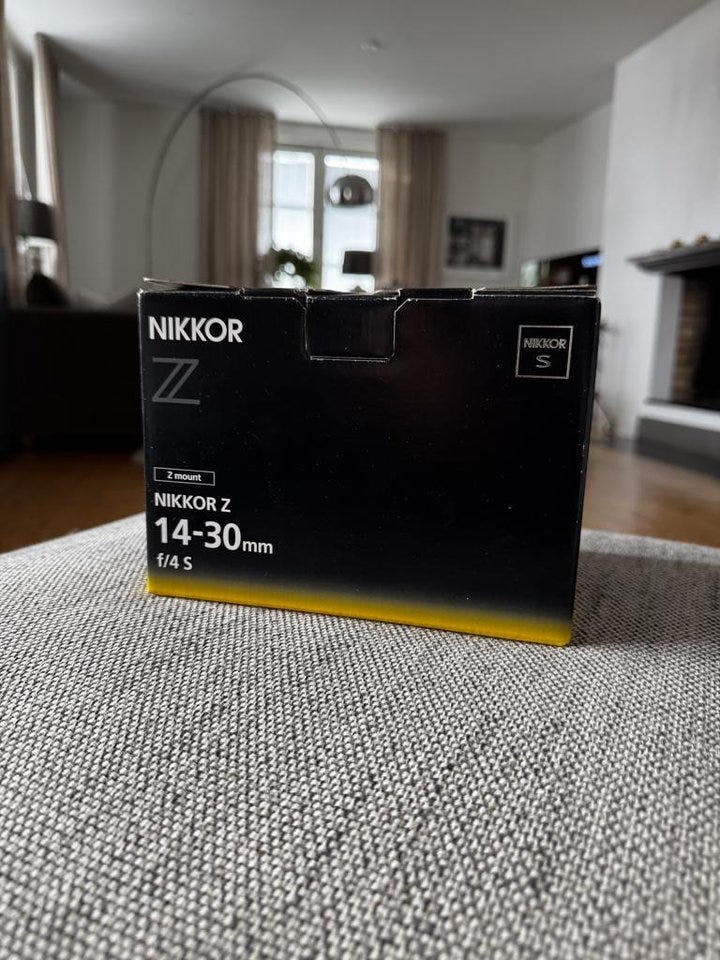 NIKKOR
Z
NIKKOR
S
Z mount
NIKKOR Z
14-30mm
f/4 S